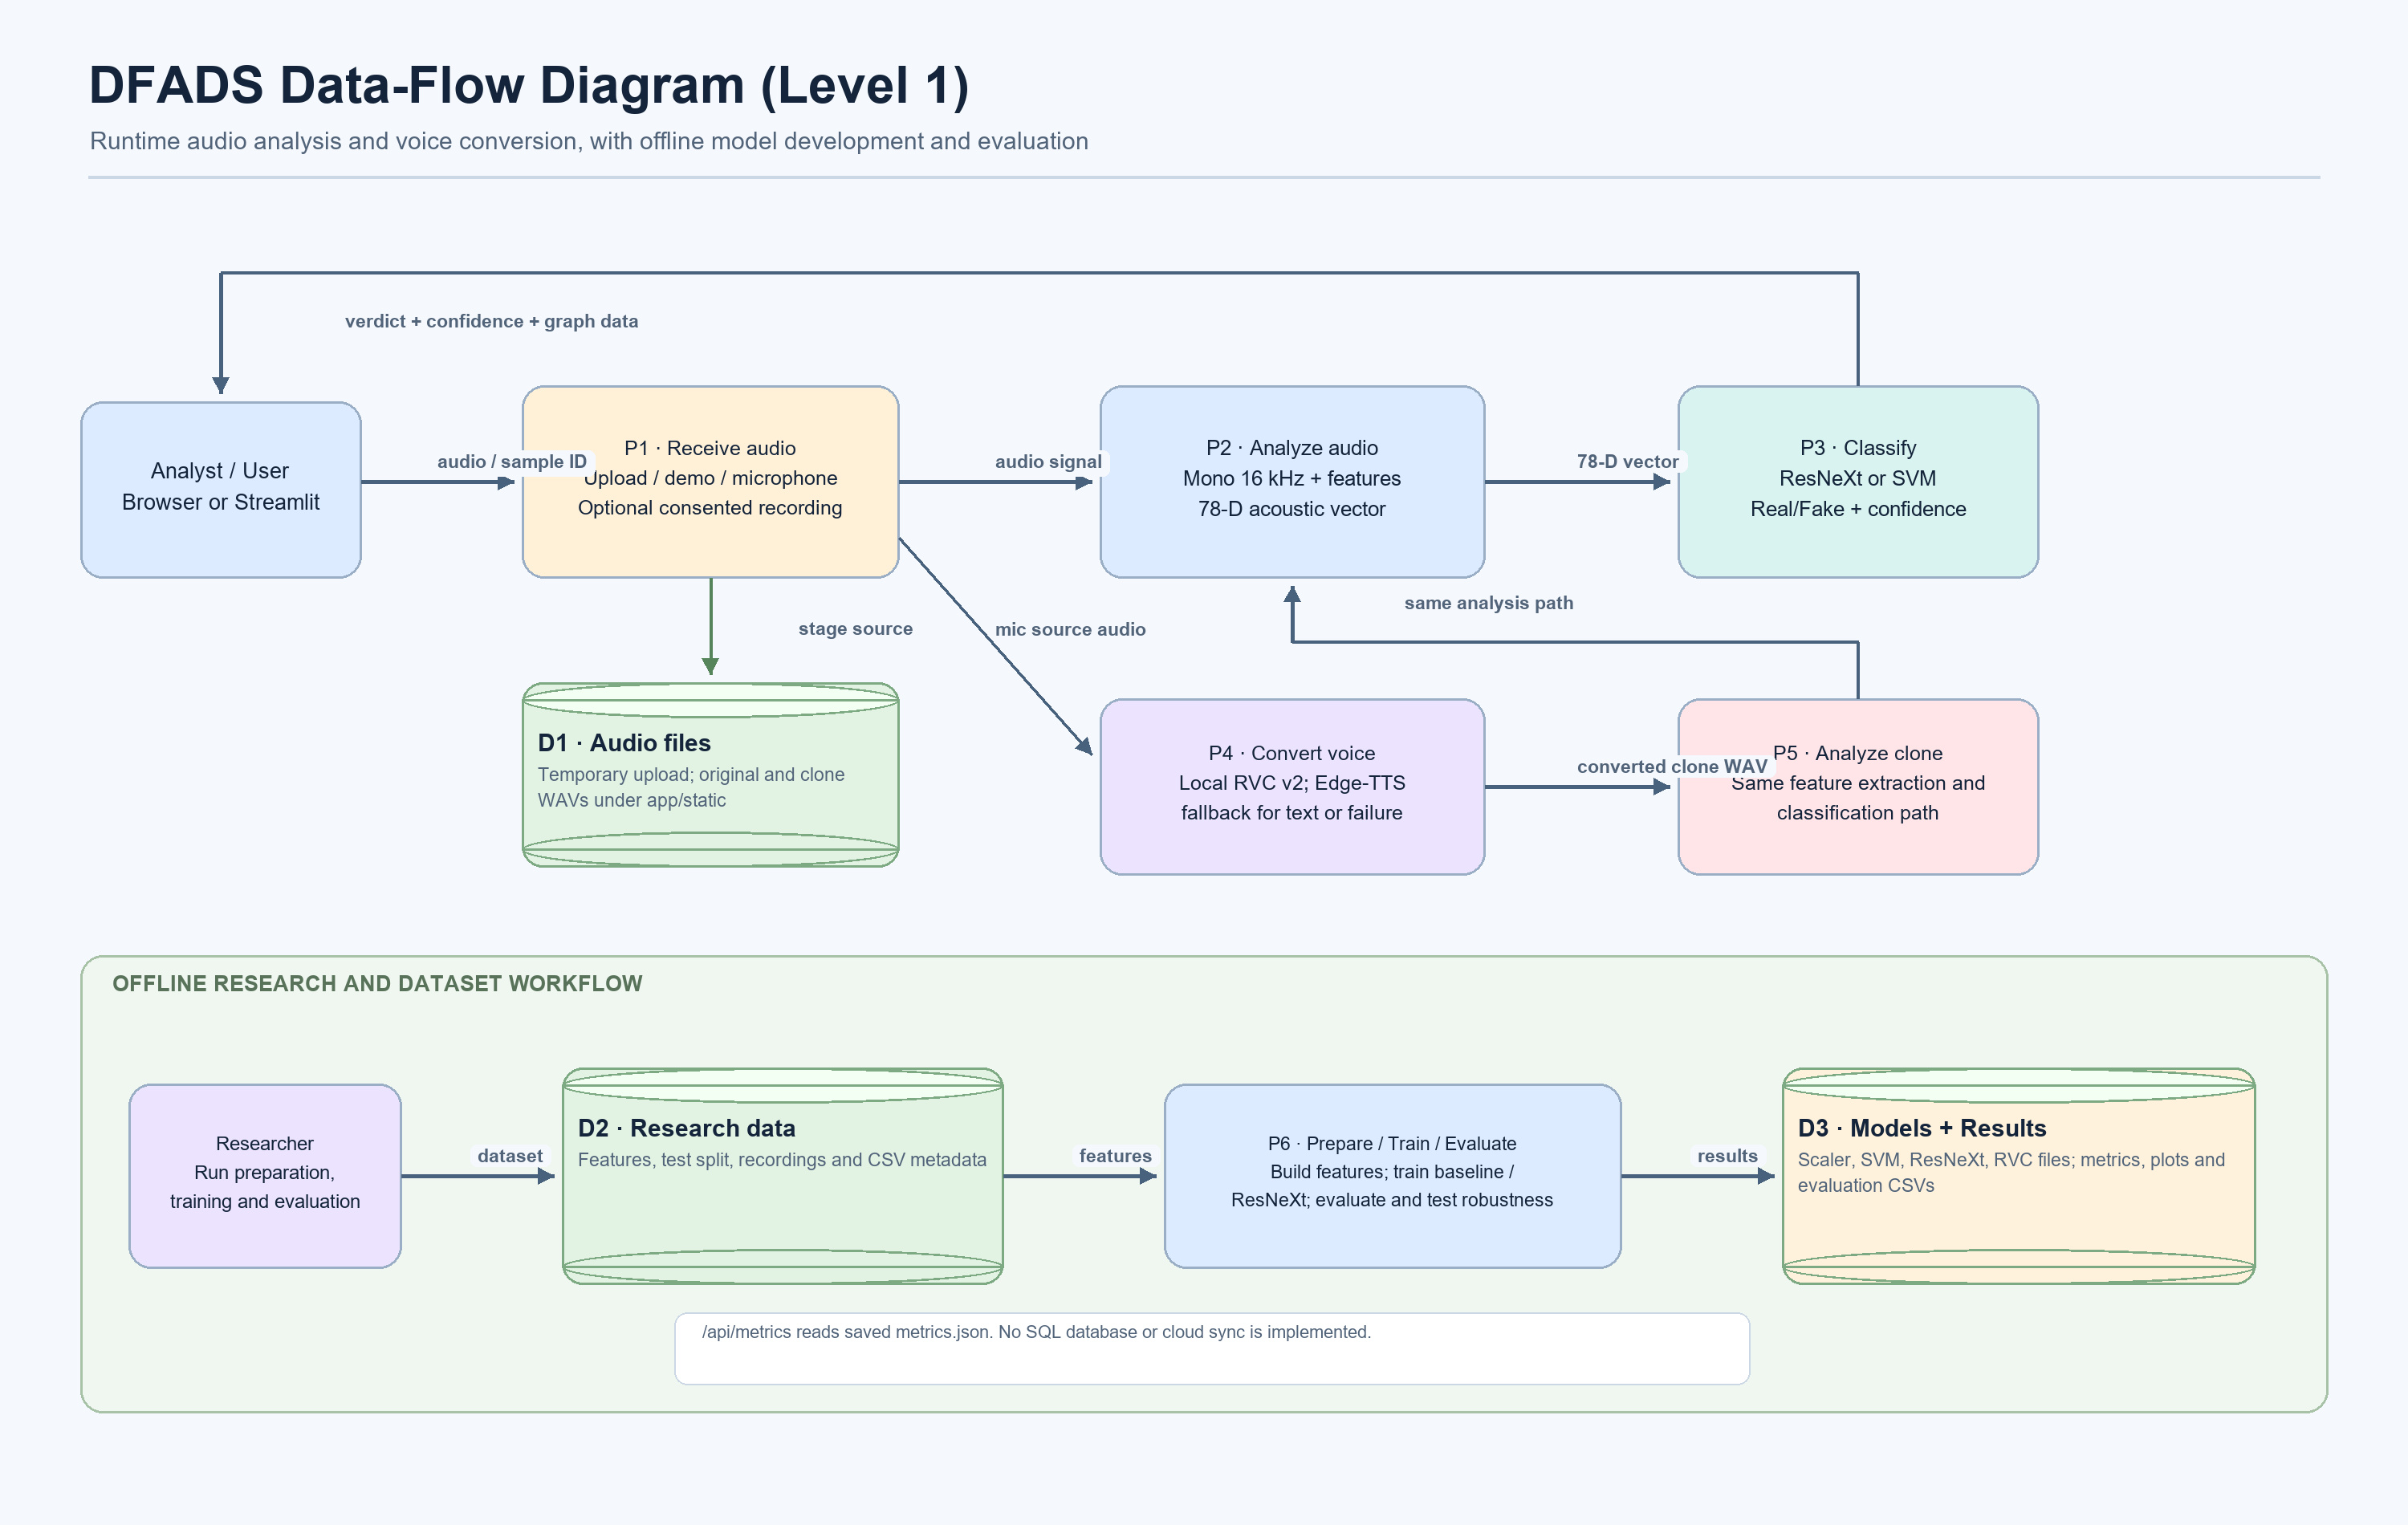 DFADS Data-Flow Diagram (Level 1)
Runtime audio analysis and voice conversion, with offline model development and evaluation
verdict + confidence + graph data
Analyst / User
Browser or Streamlit
audio / sample ID
P1 · Receive audio
Upload / demo / microphone
Optional consented recording
audio signal
P2 · Analyze audio
Mono 16 kHz + features
78-D acoustic vector
78-D vector
P3 · Classify
ResNeXt or SVM
Real/Fake + confidence
stage source
mic source audio
same analysis path
D1 · Audio files
Temporary upload; original and clone
WAVs under app/static
P4 · Convert voice
Local RVC v2; Edge-TTS
fallback for text or failure
converted clone WAV
P5 · Analyze clone
Same feature extraction and
classification path
OFFLINE RESEARCH AND DATASET WORKFLOW
Researcher
Run preparation,
training and evaluation
dataset
D2 · Research data
Features, test split, recordings and CSV metadata
features
P6 · Prepare / Train / Evaluate
Build features; train baseline /
ResNeXt; evaluate and test robustness
results
D3 · Models + Results
Scaler, SVM, ResNeXt, RVC files; metrics, plots and
evaluation CSVs
/api/metrics reads saved metrics.json. No SQL database or cloud sync is implemented.